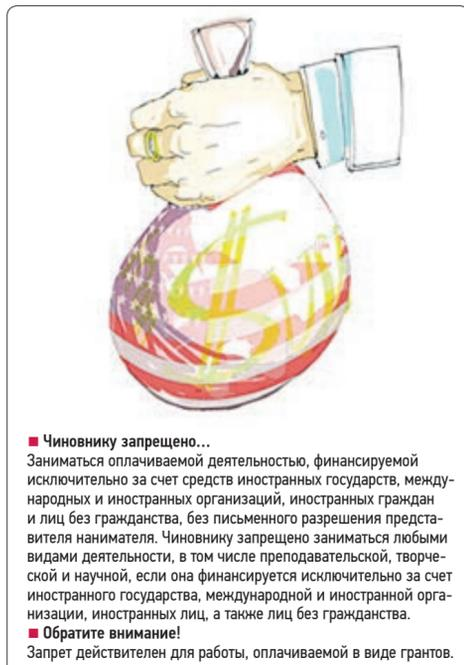 $
■ Чиновнику запрещено...
Заниматься оплачиваемой деятельностью, финансируемой
исключительно за счет средств иностранных государств, между-
народных и иностранных организаций, иностранных граждан
и лиц без гражданства, без письменного разрешения предста-
вителя нанимателя. Чиновнику запрещено заниматься любыми
видами деятельности, в том числе преподавательской, творче-
ской и научной, если она финансируется исключительно за счет
иностранного государства, международной и иностранной орга-
низации, иностранных лиц, а также лиц без гражданства.
■ Обратите внимание!
Запрет действителен для работы, оплачиваемой в виде грантов.